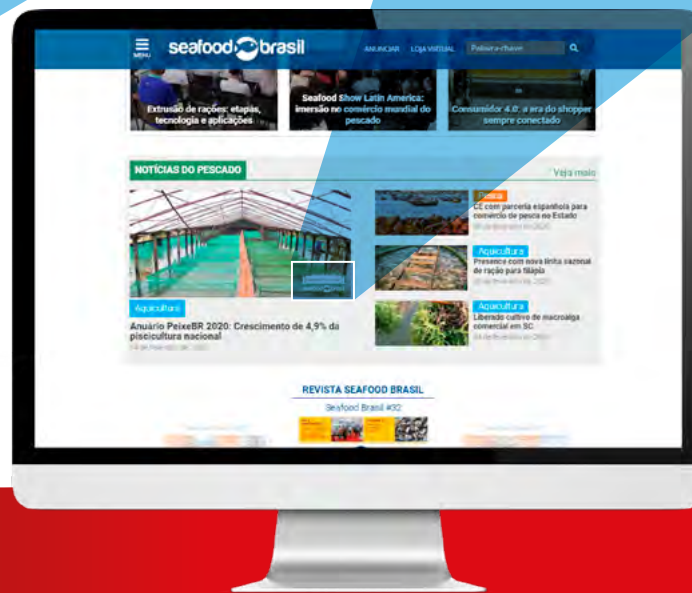 MENU
seafood brasil
ANUNCIAR LOJA VIRTUAL Palavra-chave
Extrusão de rações: etapas,
tecnologia e aplicações
Seafood Show Latin America:
imersão no comércio mundial do
pescado
Consumidor 4.0: a era do shopper
sempre conectado
NOTÍCIAS DO PESCADO
Veja mais
Aquicultura
Anuário PeixeBR 2020: Crescimento de 4,9% da
piscicultura nacional
Pesca
CE com parceria espanhola para
comércio de pesca no Estado
Aquicultura
Presence com nova linha sazonal
de ração para tilápia
Aquicultura
Liberado cultivo de macroalga
comercial em SC
REVISTA SEAFOOD BRASIL
Seafood Brasil #32